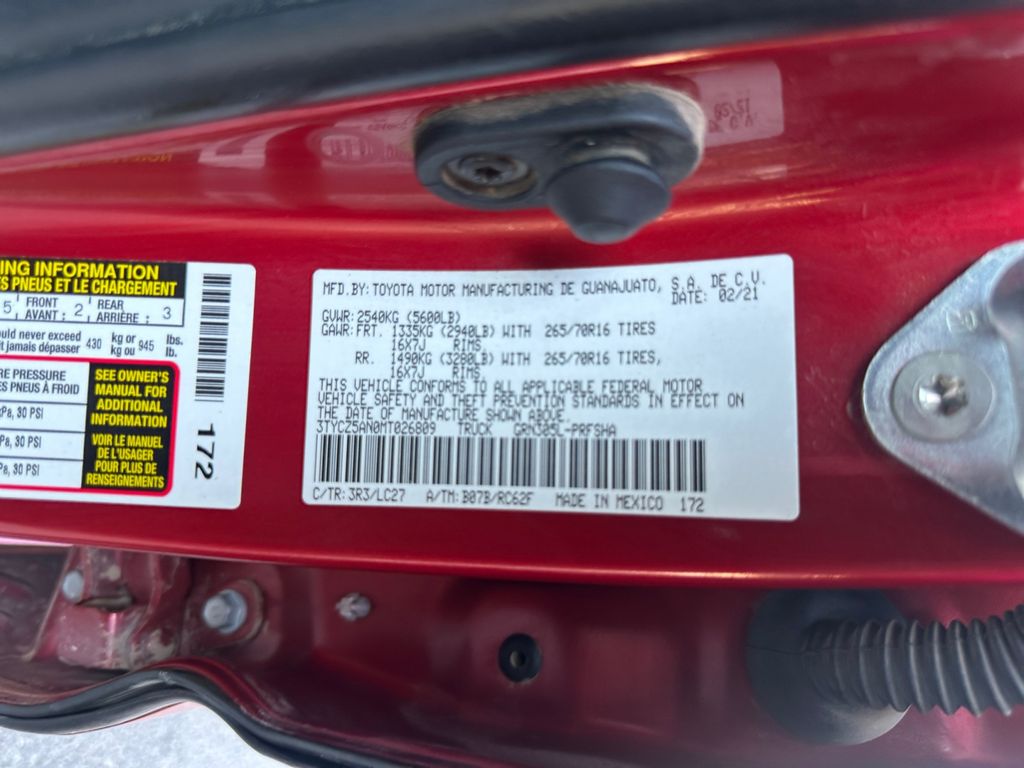 ING INFORMATION
ES PNEUS ET LE CHARGEMENT
5 FRONT AVANT : 2 REAR ARRIÈRE : 3
ould never exceed 430 kg or 945 lbs.
it jamais dépasser kg ou lb.
RE PRESSURE
ES PNEUS À FROID
kPa, 30 PSI
Pa, 30 PSI
Pa, 30 PSI
SEE OWNER'S
MANUAL FOR
ADDITIONAL
INFORMATION
VOIR LE MANUEL
DE L'USAGER
POUR PLUS DE
RENSEIGNEMENTS
172
MFD.BY:TOYOTA MOTOR MANUFACTURING DE GUANAJUATO, S.A. DE C.V.
DATE: 02/21
GVWR:2540KG (5600LB)
GAWR:FRT. 1335KG (2940LB) WITH 265/70R16 TIRES
16X7J RIMS
RR. 1490KG (3280LB) WITH 265/70R16 TIRES,
16X7J RIMS
THIS VEHICLE CONFORMS TO ALL APPLICABLE FEDERAL MOTOR
VEHICLE SAFETY AND THEFT PREVENTION STANDARDS IN EFFECT ON
THE DATE OF MANUFACTURE SHOWN ABOVE.
3TYCZ5AN0MT026809 TRUCK GRN305L-PRFSHA
C/TR:3R3/LC27 A/TM:B07B/RC62F MADE IN MEXICO 172